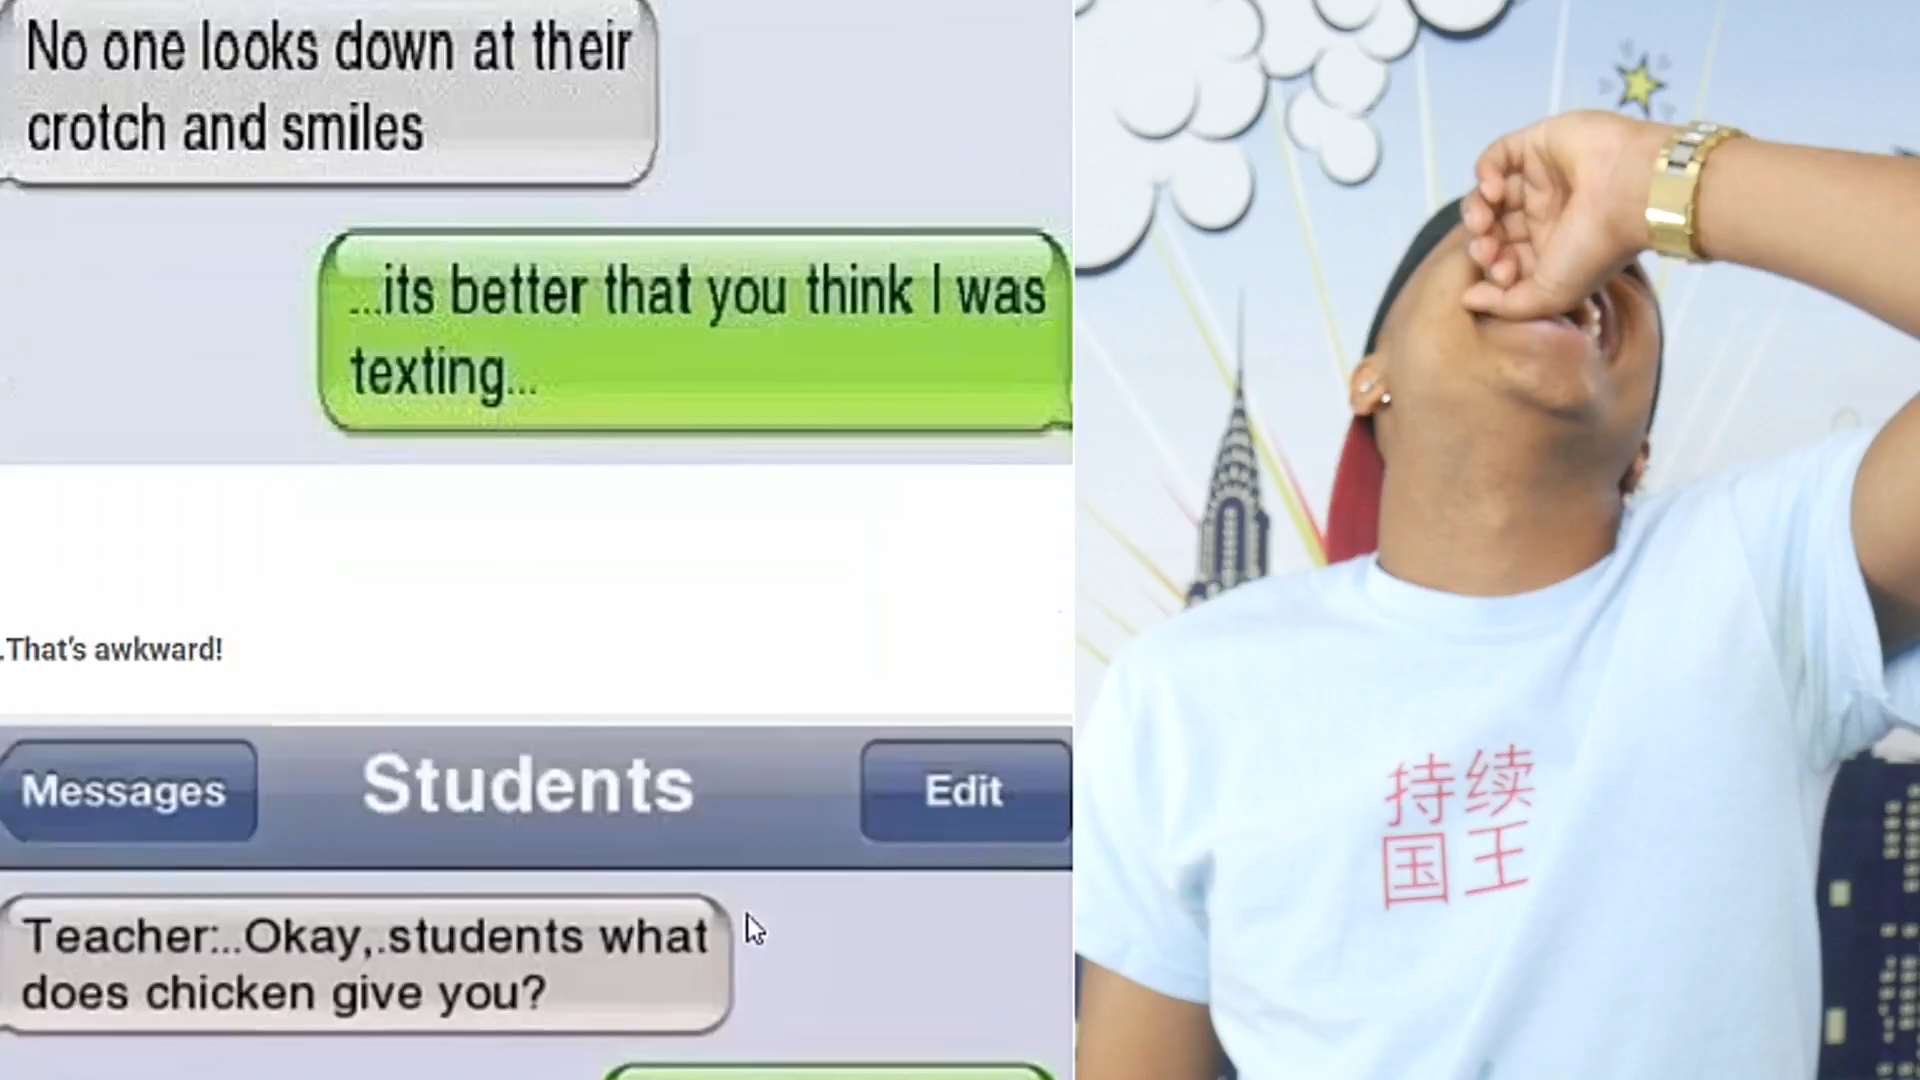 No one looks down at their
crotch and smiles
...its better that you think I was
texting...
.That's awkward!
Messages
Students
Edit
Teacher:..Okay,.students what
does chicken give you?
持续
国王